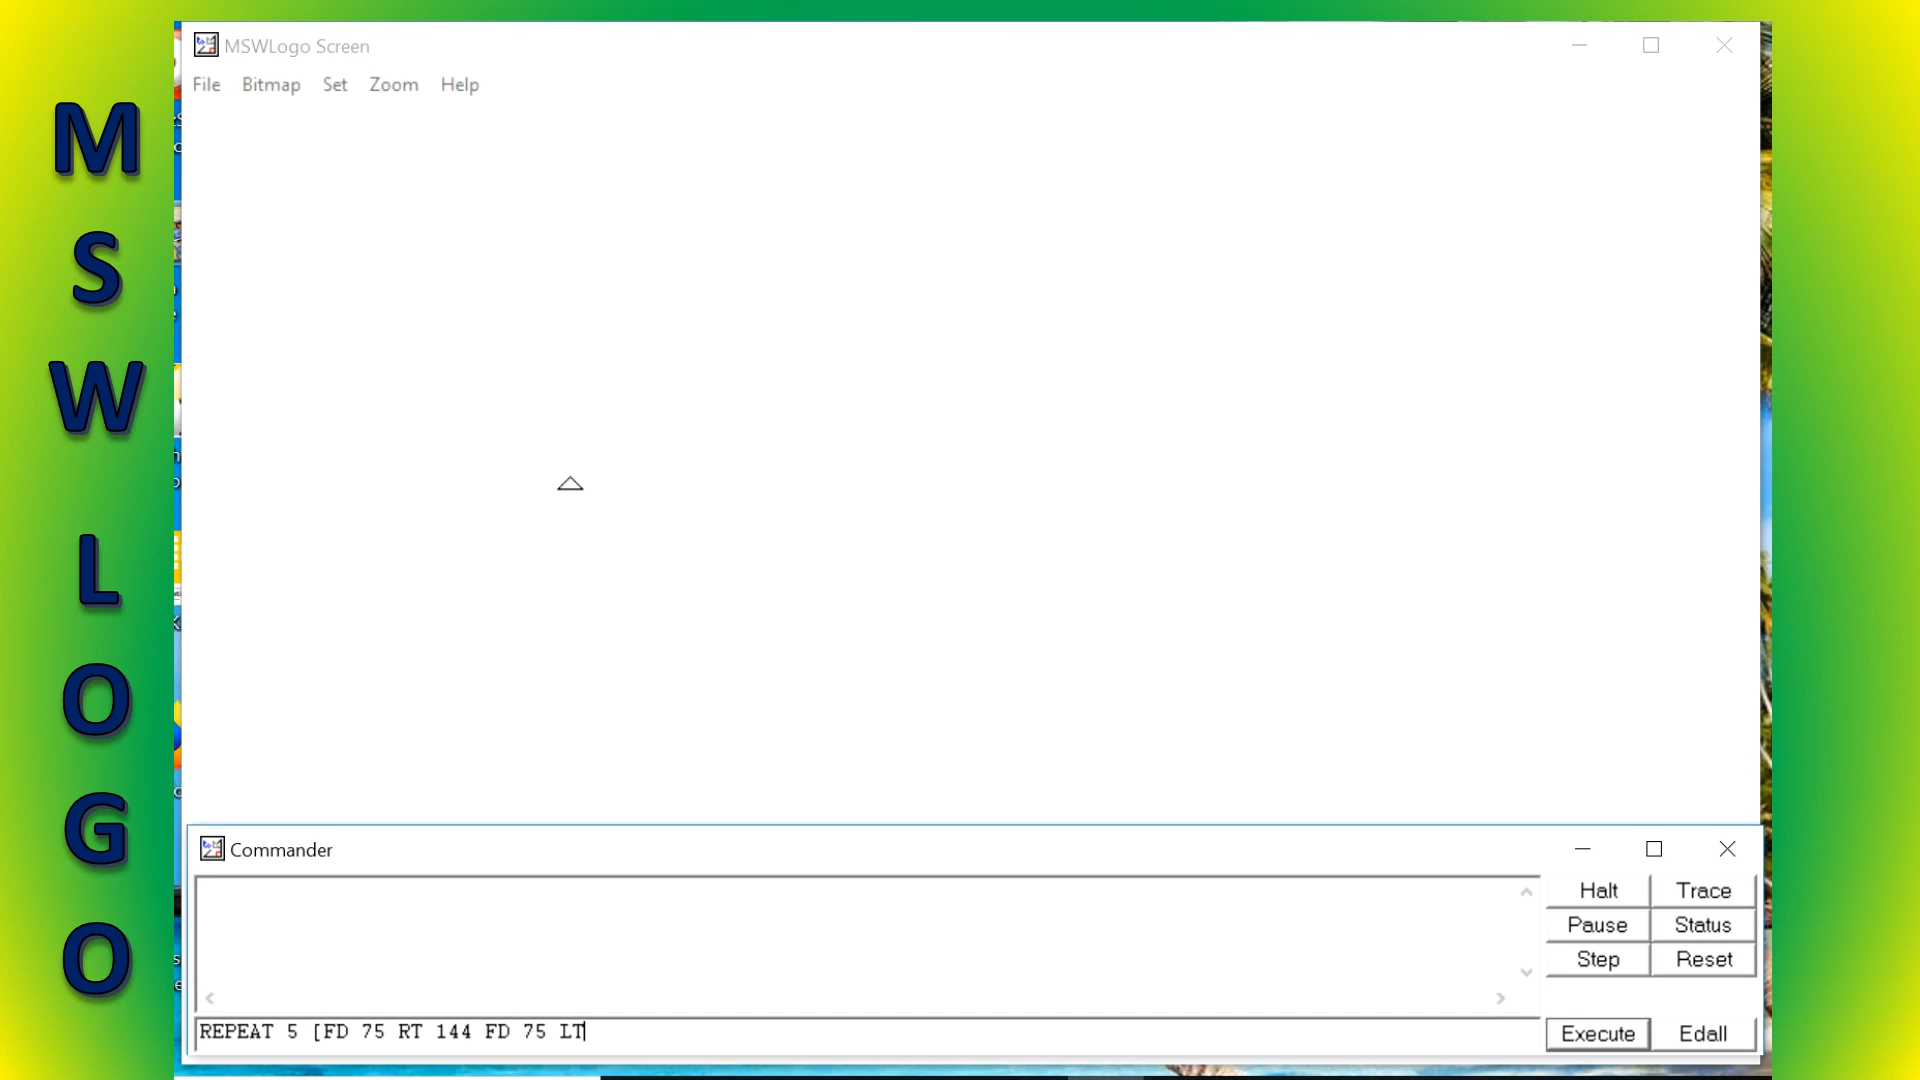 M
S
W
L
O
G
O
MSWLogo Screen
File Bitmap Set Zoom Help
Commander
Halt Trace
Pause Status
Step Reset
REPEAT 5 [FD 75 RT 144 FD 75 LT
Execute Edall